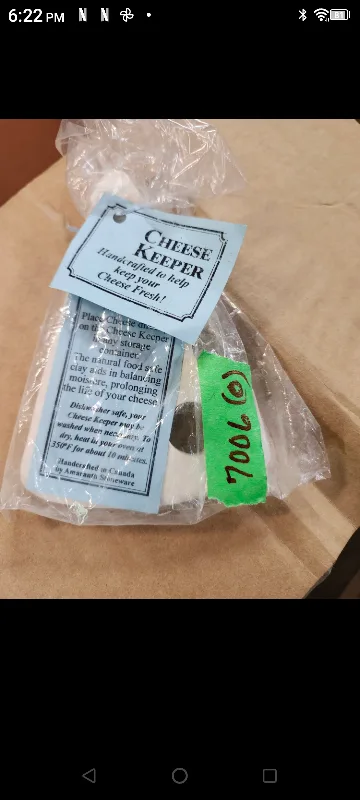 6:22 PM
CHEESE
KEEPER
Handcrafted to help
keep your
Cheese Fresh!
Place Cheese
on the Cheese Keeper
in any storage
container.
The natural food safe
clay aids in balancing
moisture, prolonging
the life of your cheese.
Dishwasher safe, your
Cheese Keeper may be
washed when necessary. To
dry, heat in your oven at
350°F for about 10 minutes.
Handcrafted in Canada
by Amaranth Stoneware
7006 (0)